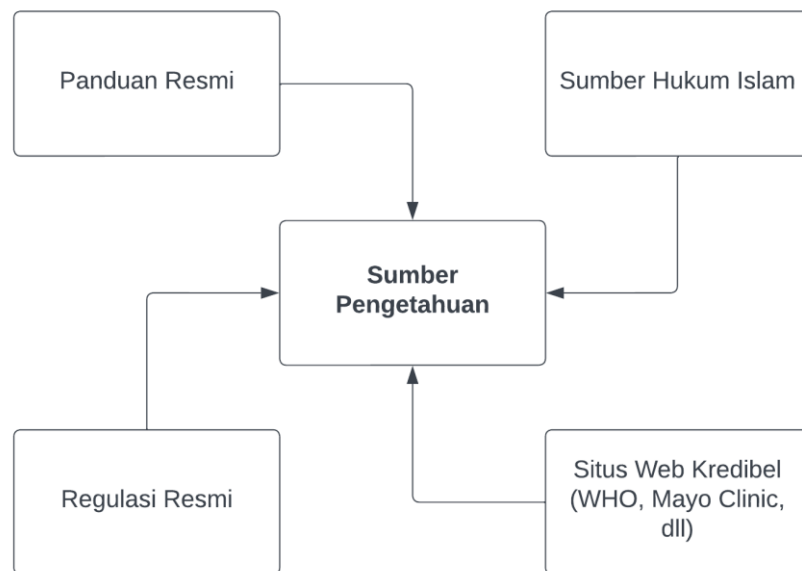 Panduan Resmi
Sumber Hukum Islam
Sumber
Pengetahuan
Regulasi Resmi
Situs Web Kredibel
(WHO, Mayo Clinic,
dll)